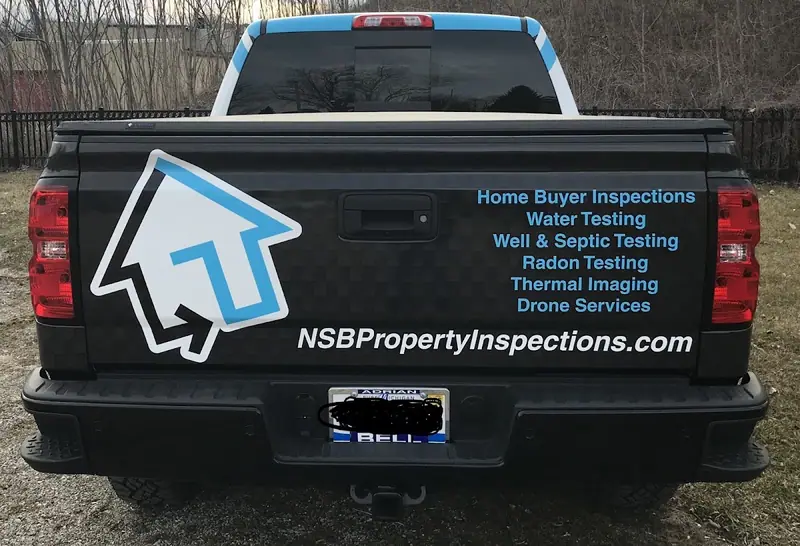 Home Buyer Inspections
Water Testing
Well & Septic Testing
Radon Testing
Thermal Imaging
Drone Services
NSBPropertyInspections.com
ADRIAN
BELL